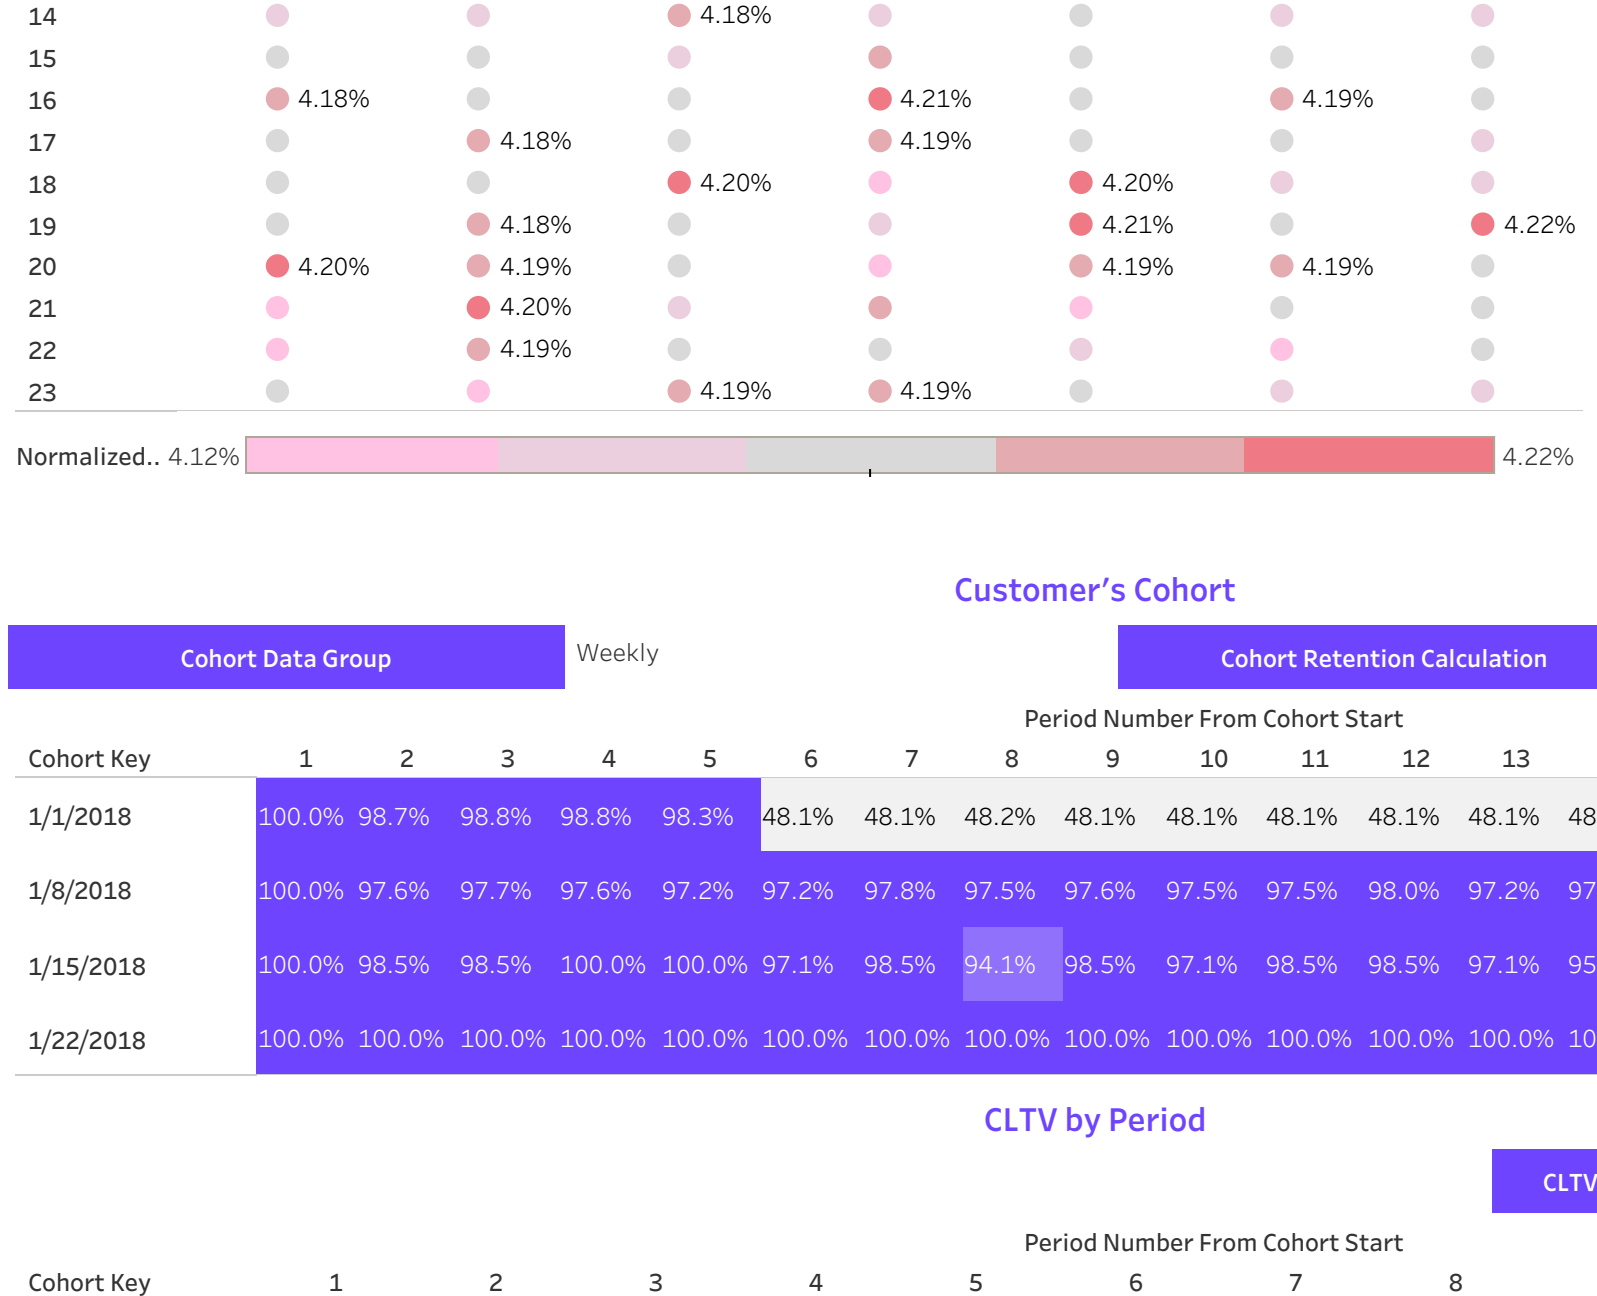 14 4.18%
15
16 4.18% 4.21% 4.19%
17 4.18% 4.19%
18 4.20% 4.20%
19 4.18% 4.21% 4.22%
20 4.20% 4.19% 4.19% 4.19%
21 4.20%
22 4.19%
23 4.19% 4.19%
Normalized.. 4.12% 4.22%
Customer’s Cohort
Cohort Data Group Weekly Cohort Retention Calculation
Period Number From Cohort Start
Cohort Key 1 2 3 4 5 6 7 8 9 10 11 12 13
1/1/2018 100.0% 98.7% 98.8% 98.8% 98.3% 48.1% 48.1% 48.2% 48.1% 48.1% 48.1% 48.1% 48.1% 48
1/8/2018 100.0% 97.6% 97.7% 97.6% 97.2% 97.2% 97.8% 97.5% 97.6% 97.5% 97.5% 98.0% 97.2% 97
1/15/2018 100.0% 98.5% 98.5% 100.0% 100.0% 97.1% 98.5% 94.1% 98.5% 97.1% 98.5% 98.5% 97.1% 95
1/22/2018 100.0% 100.0% 100.0% 100.0% 100.0% 100.0% 100.0% 100.0% 100.0% 100.0% 100.0% 100.0% 100.0% 10
CLTV by Period
CLTV
Period Number From Cohort Start
Cohort Key 1 2 3 4 5 6 7 8